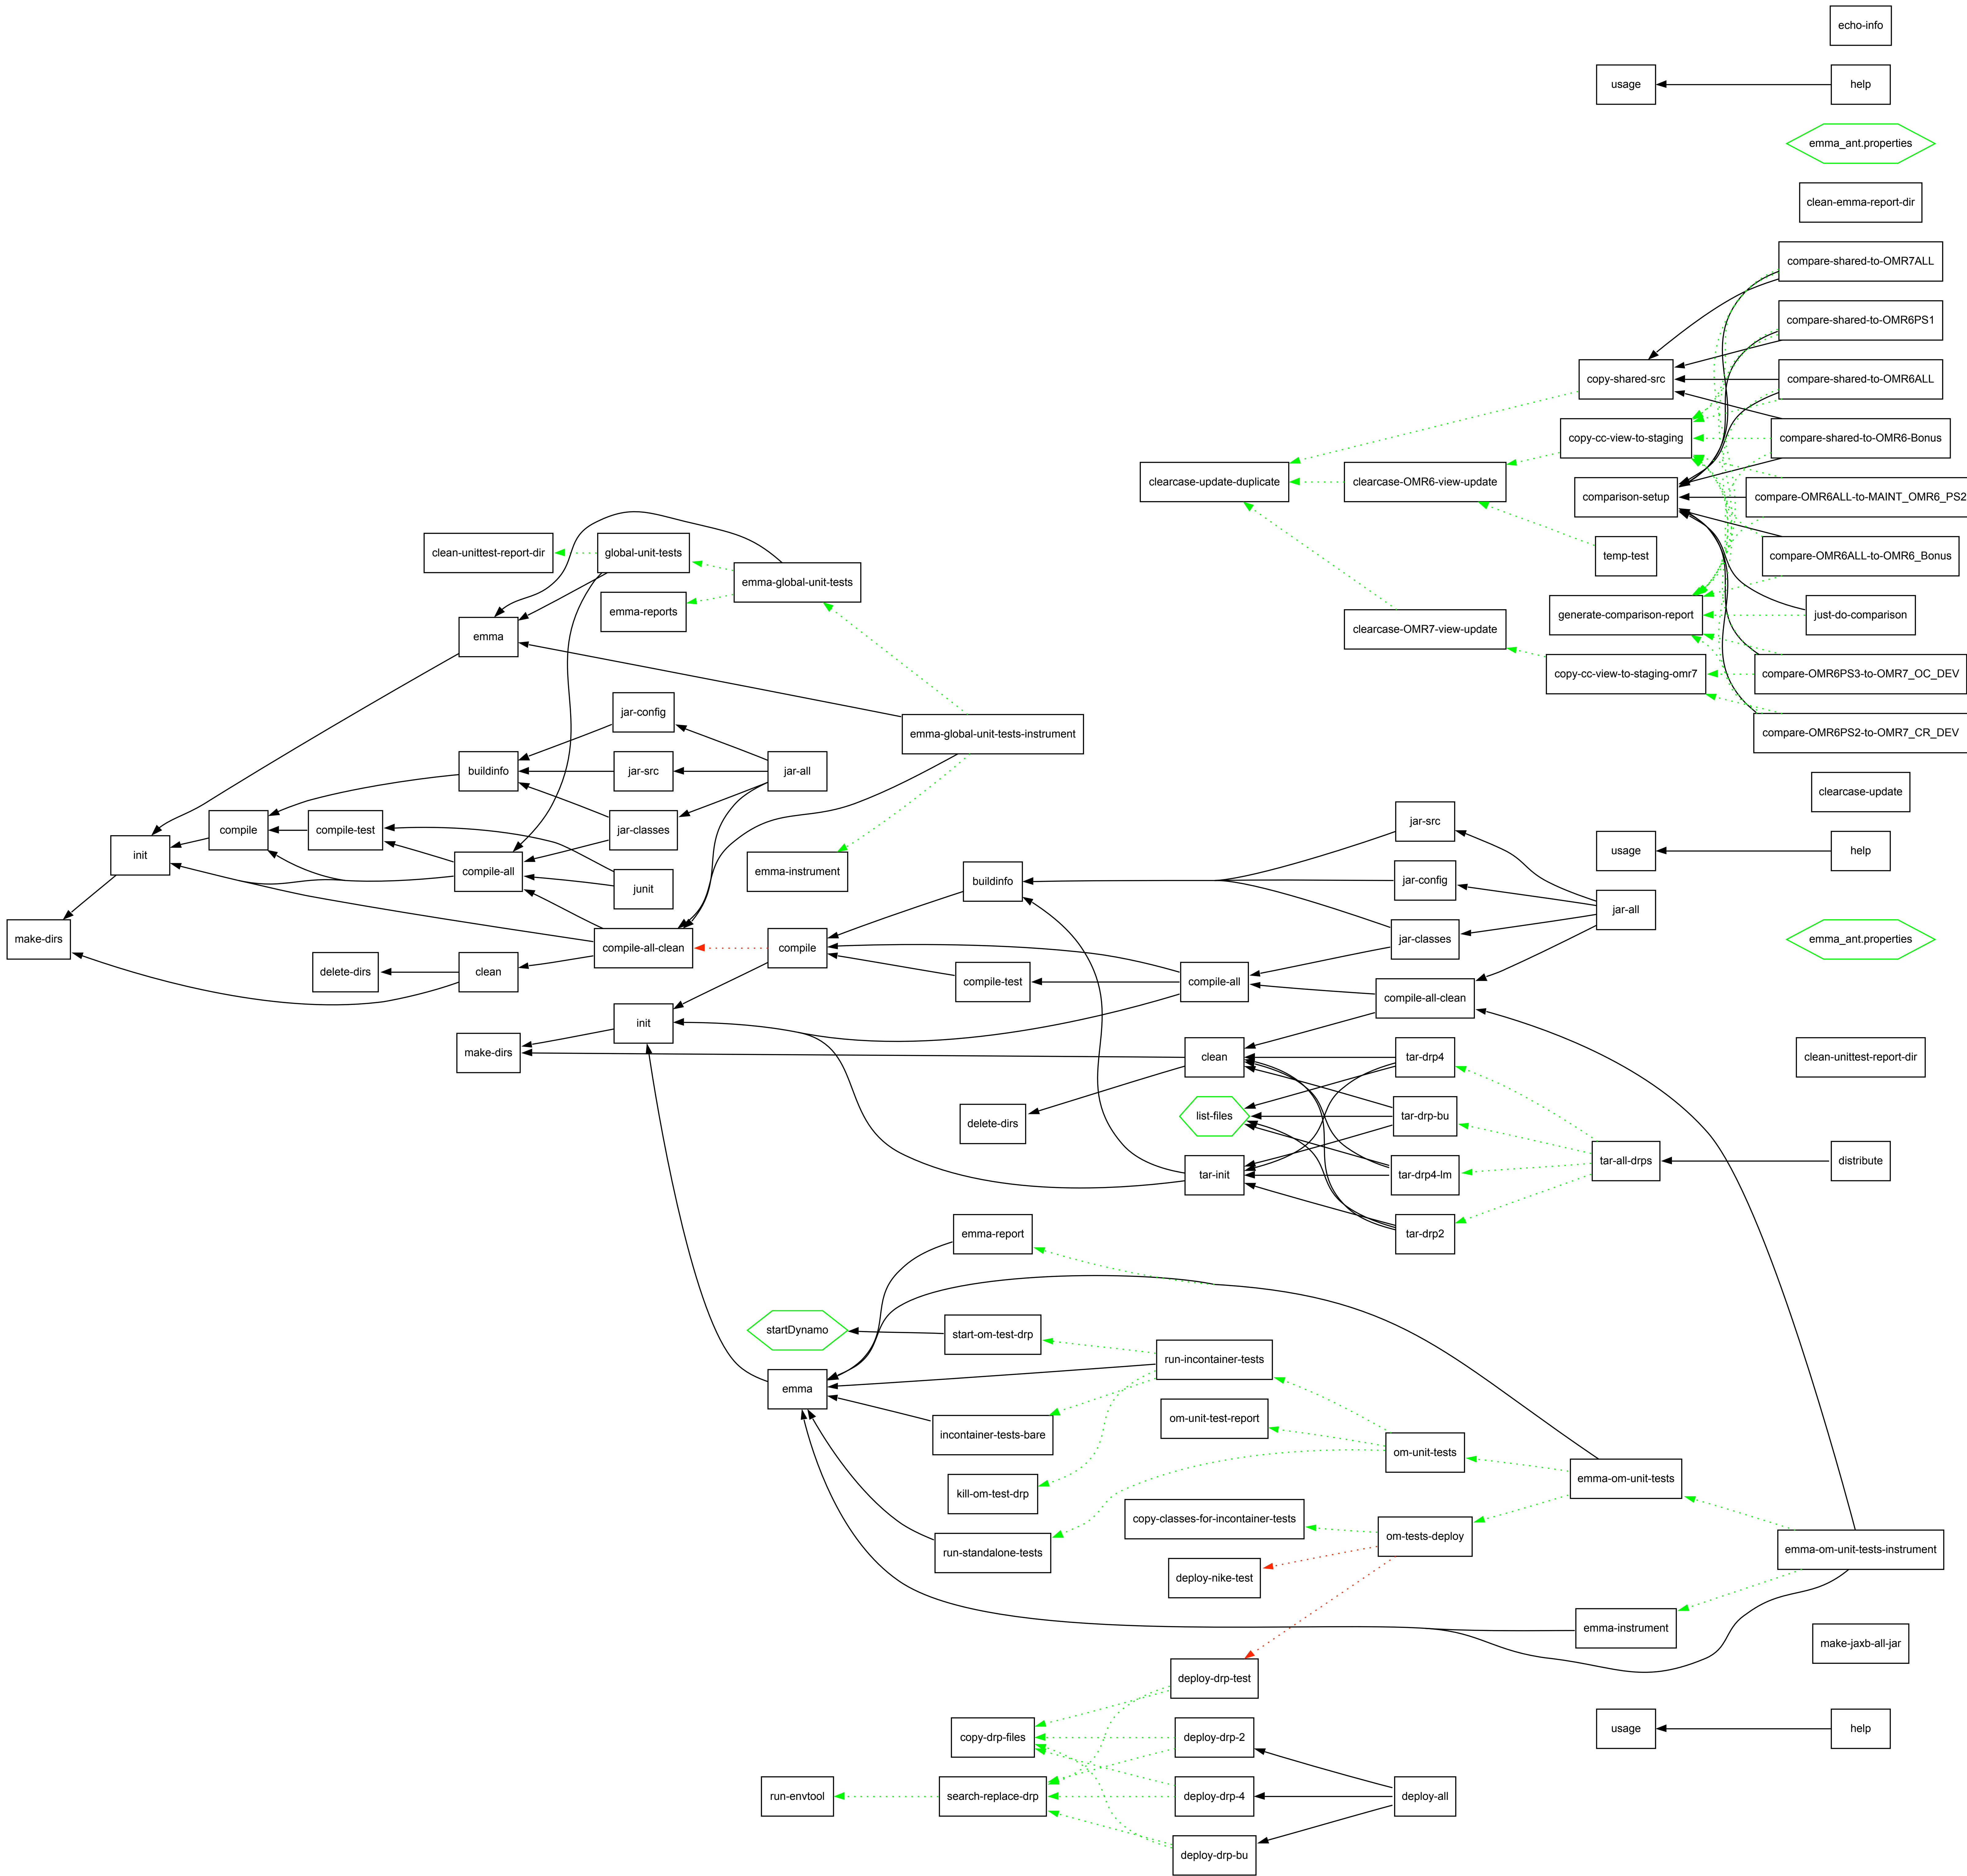 echo-info
usage
help
emma_ant.properties
clean-emma-report-dir
compare-shared-to-OMR7ALL
compare-shared-to-OMR6PS1
copy-shared-src
compare-shared-to-OMR6ALL
copy-cc-view-to-staging
compare-shared-to-OMR6-Bonus
clearcase-update-duplicate
clearcase-OMR6-view-update
comparison-setup
compare-OMR6ALL-to-MAINT_OMR6_PS2
clean-unittest-report-dir
global-unit-tests
temp-test
compare-OMR6ALL-to-OMR6_Bonus
emma-global-unit-tests
emma-reports
generate-comparison-report
just-do-comparison
emma
clearcase-OMR7-view-update
copy-cc-view-to-staging-omr7
compare-OMR6PS3-to-OMR7_OC_DEV
jar-config
emma-global-unit-tests-instrument
compare-OMR6PS2-to-OMR7_CR_DEV
buildinfo
jar-src
jar-all
clearcase-update
compile
compile-test
jar-classes
jar-src
init
usage
help
compile-all
emma-instrument
buildinfo
jar-config
junit
jar-all
make-dirs
compile-all-clean
compile
jar-classes
emma_ant.properties
delete-dirs
clean
compile-test
compile-all
compile-all-clean
init
make-dirs
clean
tar-drp4
clean-unittest-report-dir
delete-dirs
list-files
tar-drp-bu
tar-init
tar-drp4-lm
tar-all-drps
distribute
emma-report
tar-drp2
startDynamo
start-om-test-drp
run-incontainer-tests
emma
om-unit-test-report
incontainer-tests-bare
om-unit-tests
emma-om-unit-tests
kill-om-test-drp
copy-classes-for-incontainer-tests
om-tests-deploy
run-standalone-tests
emma-om-unit-tests-instrument
deploy-nike-test
emma-instrument
make-jaxb-all-jar
deploy-drp-test
copy-drp-files
deploy-drp-2
usage
help
run-envtool
search-replace-drp
deploy-drp-4
deploy-all
deploy-drp-bu